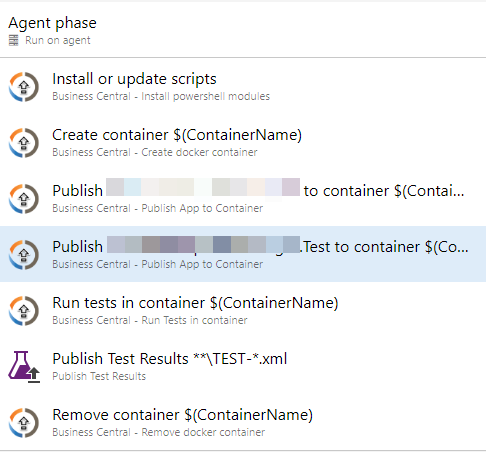 Agent phase
Run on agent
Install or update scripts
Business Central - Install powershell modules
Create container $(ContainerName)
Business Central - Create docker container
Publish to container $(Contai...
Business Central - Publish App to Container
Publish .Test to container $(Co...
Business Central - Publish App to Container
Run tests in container $(ContainerName)
Business Central - Run Tests in container
Publish Test Results **\TEST-*.xml
Publish Test Results
Remove container $(ContainerName)
Business Central - Remove docker container